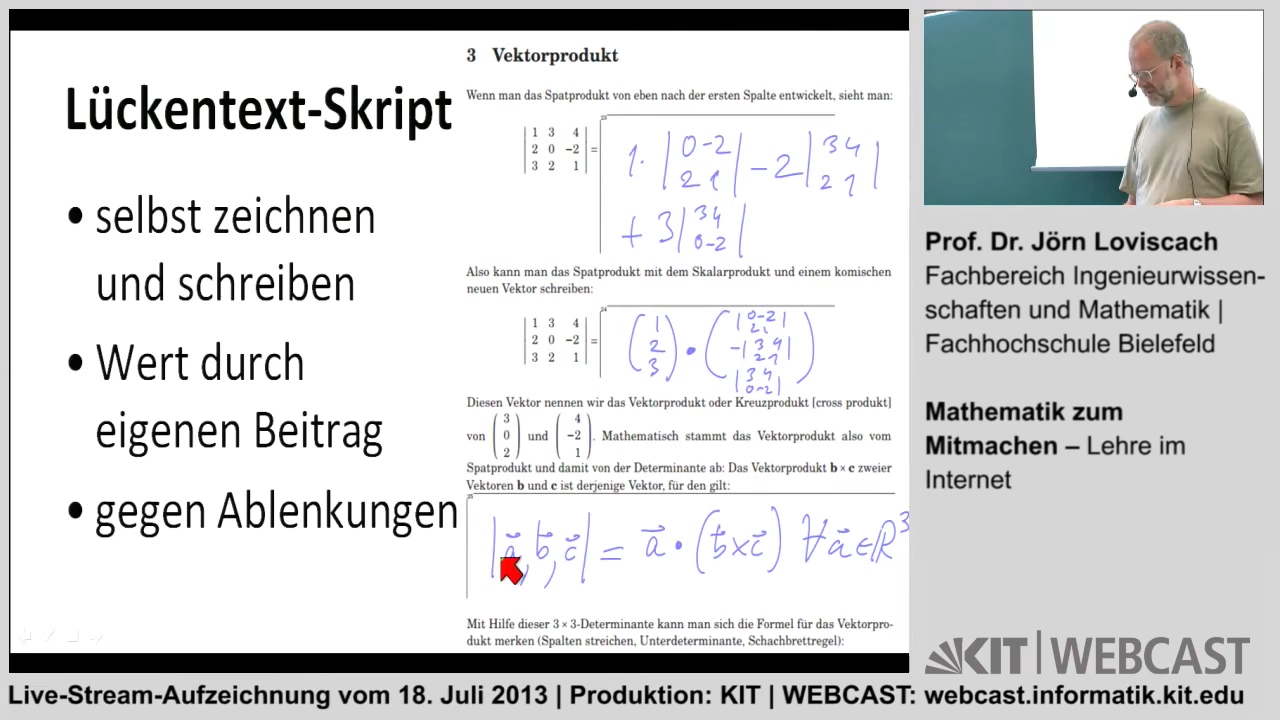 Lückentext-Skript
• selbst zeichnen
und schreiben
• Wert durch
eigenen Beitrag
• gegen Ablenkungen
3 Vektorprodukt
Wenn man das Spatprodukt von eben nach der ersten Spalte entwickelt, sieht man:
| 1 3 4 |
| 2 0 −2 | =
| 3 2 1 |
1· | 0 -2 | − 2 | 3 4 |
| 2 1 | | 2 1 |
+ 3 | 3 4 |
| 0 -2 |
Also kann man das Spatprodukt mit dem Skalarprodukt und einem komischen
neuen Vektor schreiben:
| 1 3 4 |
| 2 0 −2 | =
| 3 2 1 |
( 1 2 3 ) • ( | 0 -2 |
| 2 1 |
− | 3 4 |
| 2 1 |
| 3 4 |
| 0 -2 | )
Diesen Vektor nennen wir das Vektorprodukt oder Kreuzprodukt [cross produkt]
von ( 3 0 2 ) und ( 4 −2 1 ). Mathematisch stammt das Vektorprodukt also vom
Spatprodukt und damit von der Determinante ab: Das Vektorprodukt b × c zweier
Vektoren b und c ist derjenige Vektor, für den gilt:
| a⃗, b⃗, c⃗ | = a⃗ • (b⃗ × c⃗) ∀ a⃗ ∈ ℝ³
Mit Hilfe dieser 3 × 3-Determinante kann man sich die Formel für das Vektorpro-
dukt merken (Spalten streichen, Unterdeterminante, Schachbrettregel):
Prof. Dr. Jörn Loviscach
Fachbereich Ingenieurwissen-
schaften und Mathematik |
Fachhochschule Bielefeld
Mathematik zum
Mitmachen – Lehre im
Internet
KIT | WEBCAST
Live-Stream-Aufzeichnung vom 18. Juli 2013 | Produktion: KIT | WEBCAST: webcast.informatik.kit.edu